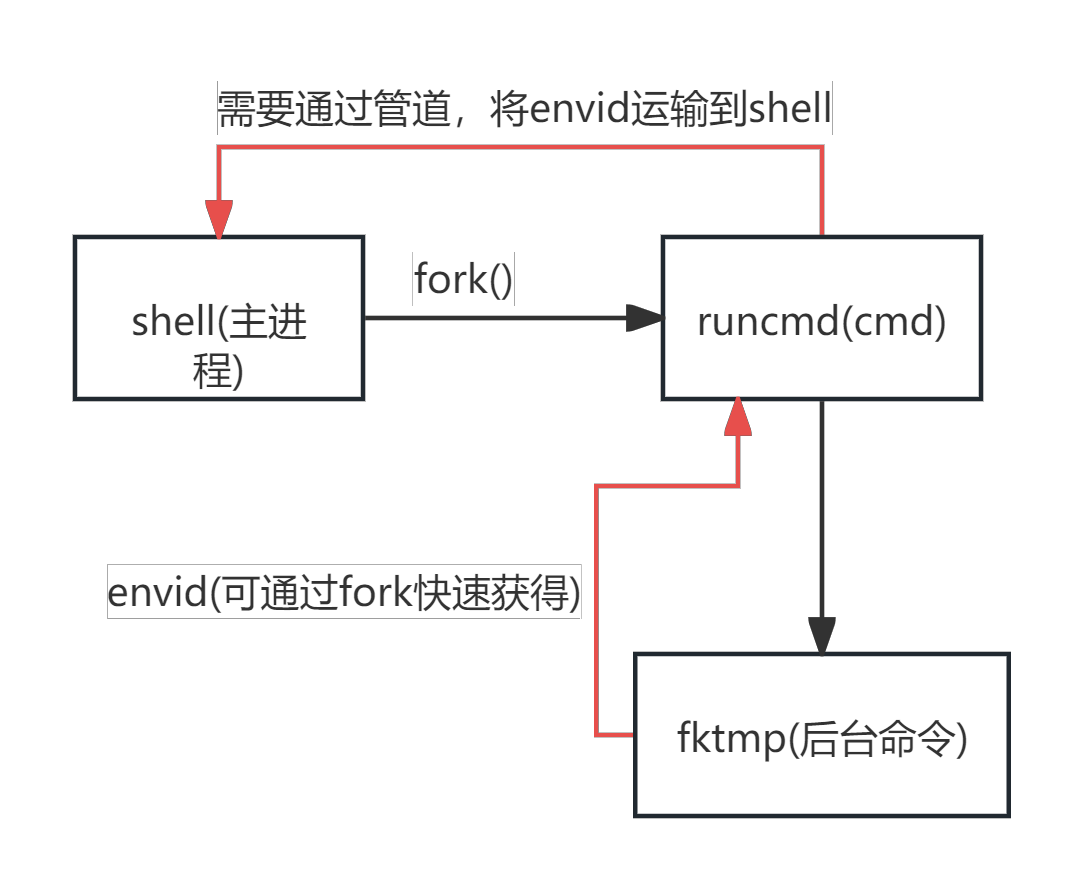 需要通过管道，将envid运输到shell
fork()
shell(主进
程)
runcmd(cmd)
envid(可通过fork快速获得)
fktmp(后台命令)